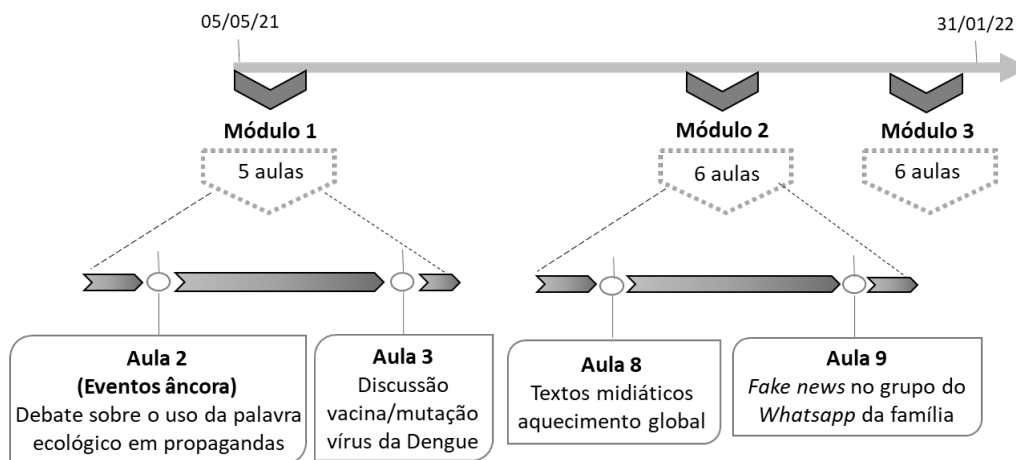 05/05/21
31/01/22
Módulo 1
Módulo 2
Módulo 3
5 aulas
6 aulas
6 aulas
Aula 2
(Eventos âncora)
Debate sobre o uso da palavra
ecológico em propagandas
Aula 3
Discussão
vacina/mutação
vírus da Dengue
Aula 8
Textos midiáticos
aquecimento global
Aula 9
Fake news no grupo do
Whatsapp da família